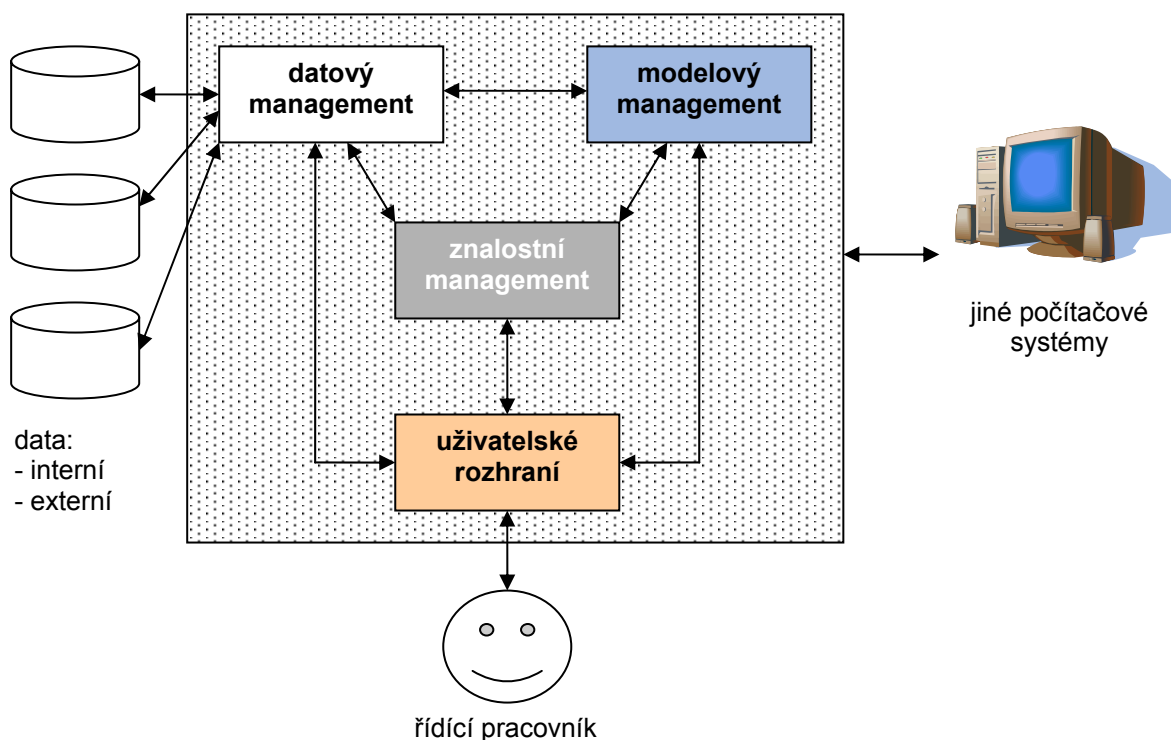 datový
management
modelový
management
znalostní
management
jiné počítačové
systémy
uživatelské
rozhraní
data:
- interní
- externí
řídící pracovník